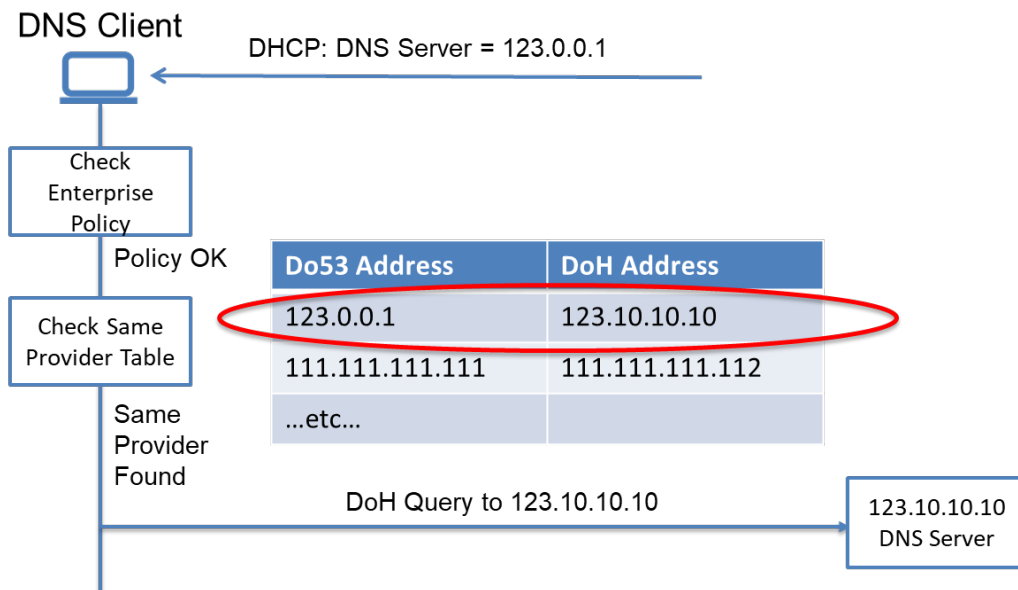 DNS Client
DHCP: DNS Server = 123.0.0.1
Check
Enterprise
Policy
Policy OK
Do53 Address DoH Address
123.0.0.1 123.10.10.10
111.111.111.111 111.111.111.112
...etc...
Check Same
Provider Table
Same
Provider
Found
DoH Query to 123.10.10.10
123.10.10.10
DNS Server